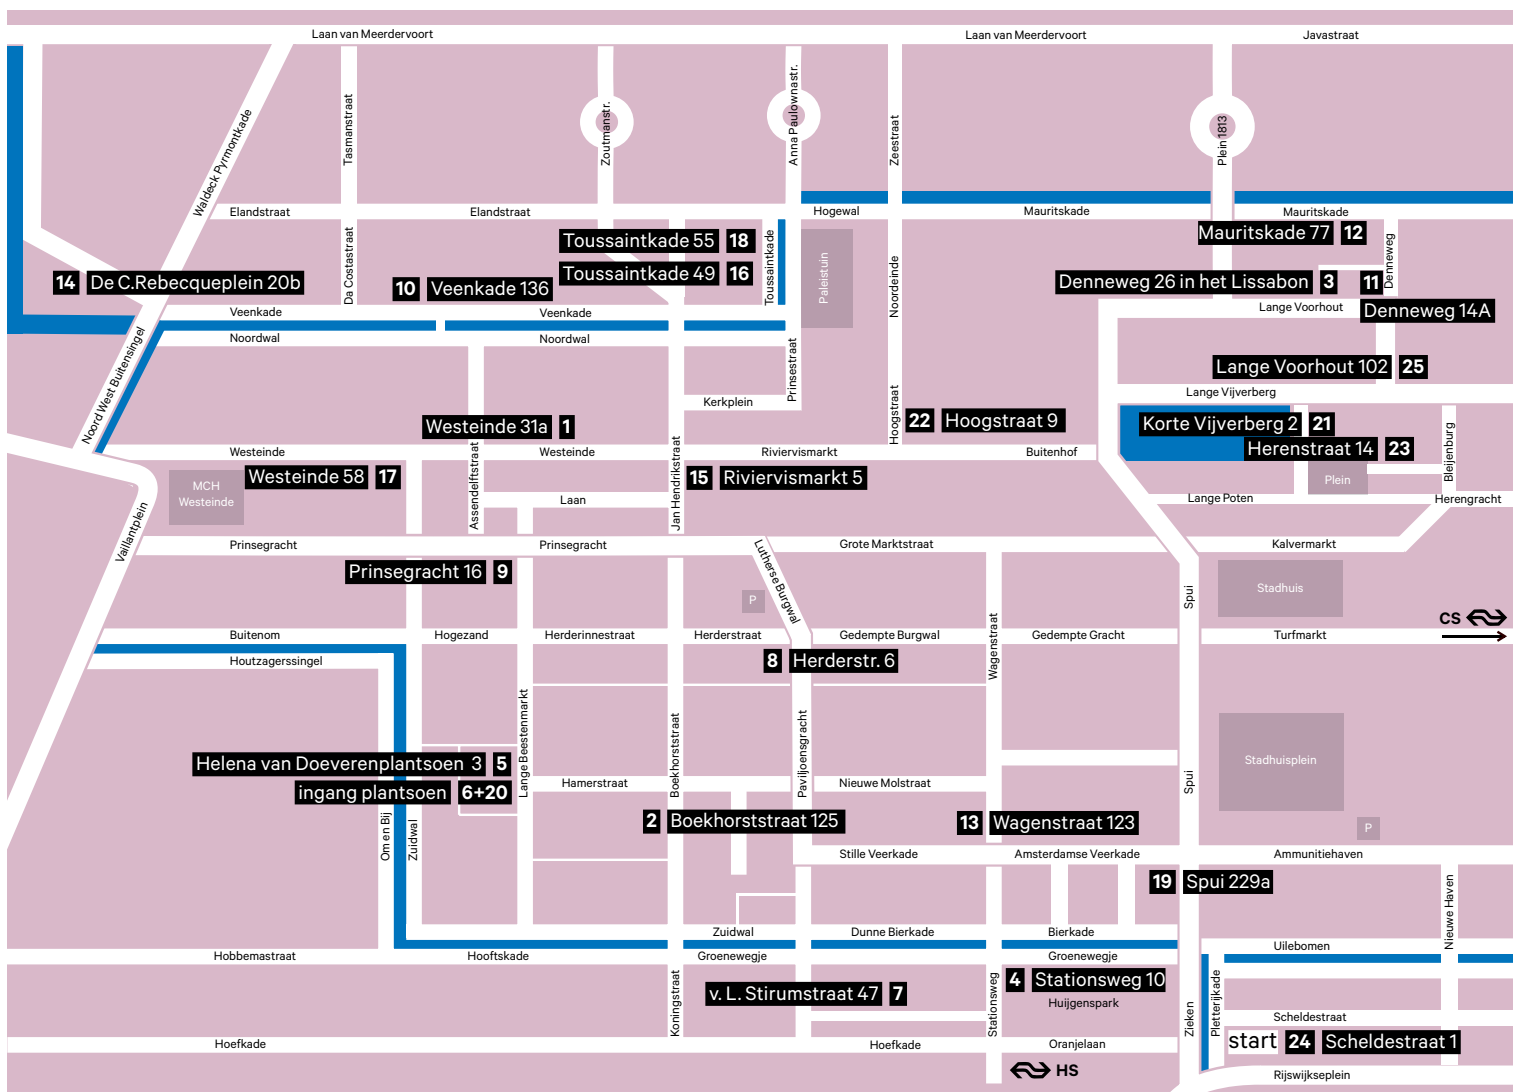 Laan van Meerdervoort
Laan van Meerdervoort
Javastraat
Waldeck Pyrmontkade
Tasmanstraat
Zoutmanstr.
Anna Paulownastr.
Zeestraat
Plein 1813
Elandstraat
Elandstraat
Hogewal
Mauritskade
Mauritskade
Toussaintkade 55 18
Mauritskade 77 12
Da Costastraat
Toussaintkade
Paleistuin
Noordeinde
Denneweg
14 De C.Rebecqueplein 20b
10 Veenkade 136
Toussaintkade 49 16
Denneweg 26 in het Lissabon 3
11
Denneweg 14A
Veenkade
Veenkade
Lange Voorhout
Noordwal
Noordwal
Noord West Buitensingel
Prinsestraat
Lange Voorhout 102 25
Kerkplein
Lange Vijverberg
Westeinde 31a 1
Hoogstraat
22 Hoogstraat 9
Korte Vijverberg 2 21
Herenstraat 14 23
Bleijenburg
Westeinde
Westeinde
Riviervismarkt
Buitenhof
MCH
Westeinde
Westeinde 58 17
Assendelftstraat
Jan Hendrikstraat
15 Riviervismarkt 5
Plein
Laan
Lange Poten
Herengracht
Vaillantplein
Prinsegracht
Prinsegracht
Grote Marktstraat
Kalvermarkt
Prinsegracht 16 9
Lutherse Burgwal
P
Spui
Stadhuis
Wagenstraat
CS
Buitenom
Hogezand
Herderinnestraat
Herderstraat
Gedempte Burgwal
Gedempte Gracht
Turfmarkt
Houtzagerssingel
8 Herderstr. 6
Lange Beestenmarkt
Boekhorststraat
Paviljoensgracht
Spui
Stadhuisplein
Helena van Doeverenplantsoen 3 5
ingang plantsoen 6+20
Hamerstraat
Nieuwe Molstraat
Om en Bij
Zuidwal
2 Boekhorststraat 125
13 Wagenstraat 123
P
Stille Veerkade
Amsterdamse Veerkade
Ammunitiehaven
19 Spui 229a
Nieuwe Haven
Zuidwal
Dunne Bierkade
Bierkade
Uilebomen
Hobbemastraat
Hooftskade
Groenewegje
Groenewegje
Koningstraat
v. L. Stirumstraat 47 7
Stationsweg
4 Stationsweg 10
Huijgenspark
Zieken
Pletterijkade
Scheldestraat
start 24 Scheldestraat 1
Hoefkade
Hoefkade
Oranjelaan
HS
Rijswijkseplein